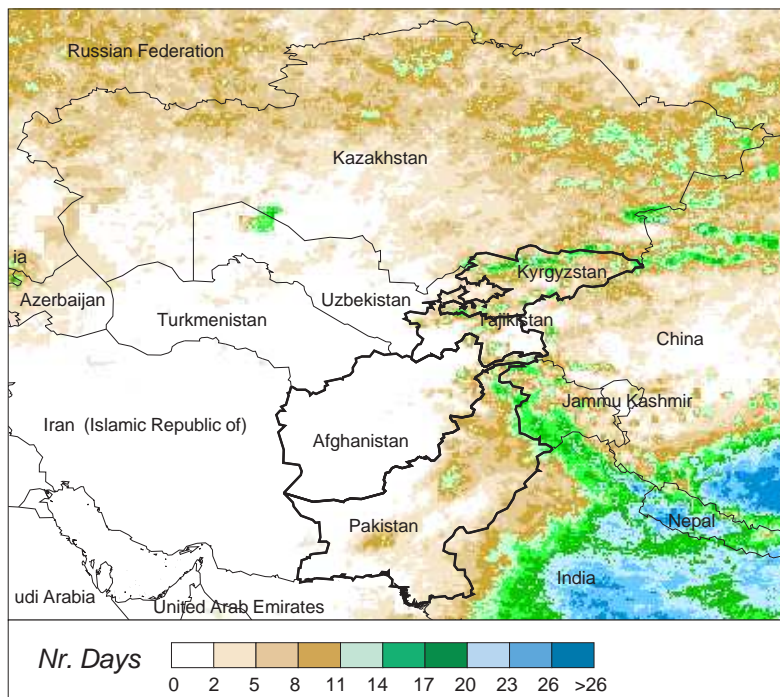 Russian Federation
Kazakhstan
ia
Kyrgyzstan
Azerbaijan
Uzbekistan
Turkmenistan
Tajikistan
China
Jammu Kashmir
Iran (Islamic Republic of)
Afghanistan
Pakistan
Nepal
India
udi Arabia
United Arab Emirates
Nr. Days
0 2 5 8 11 14 17 20 23 26 >26